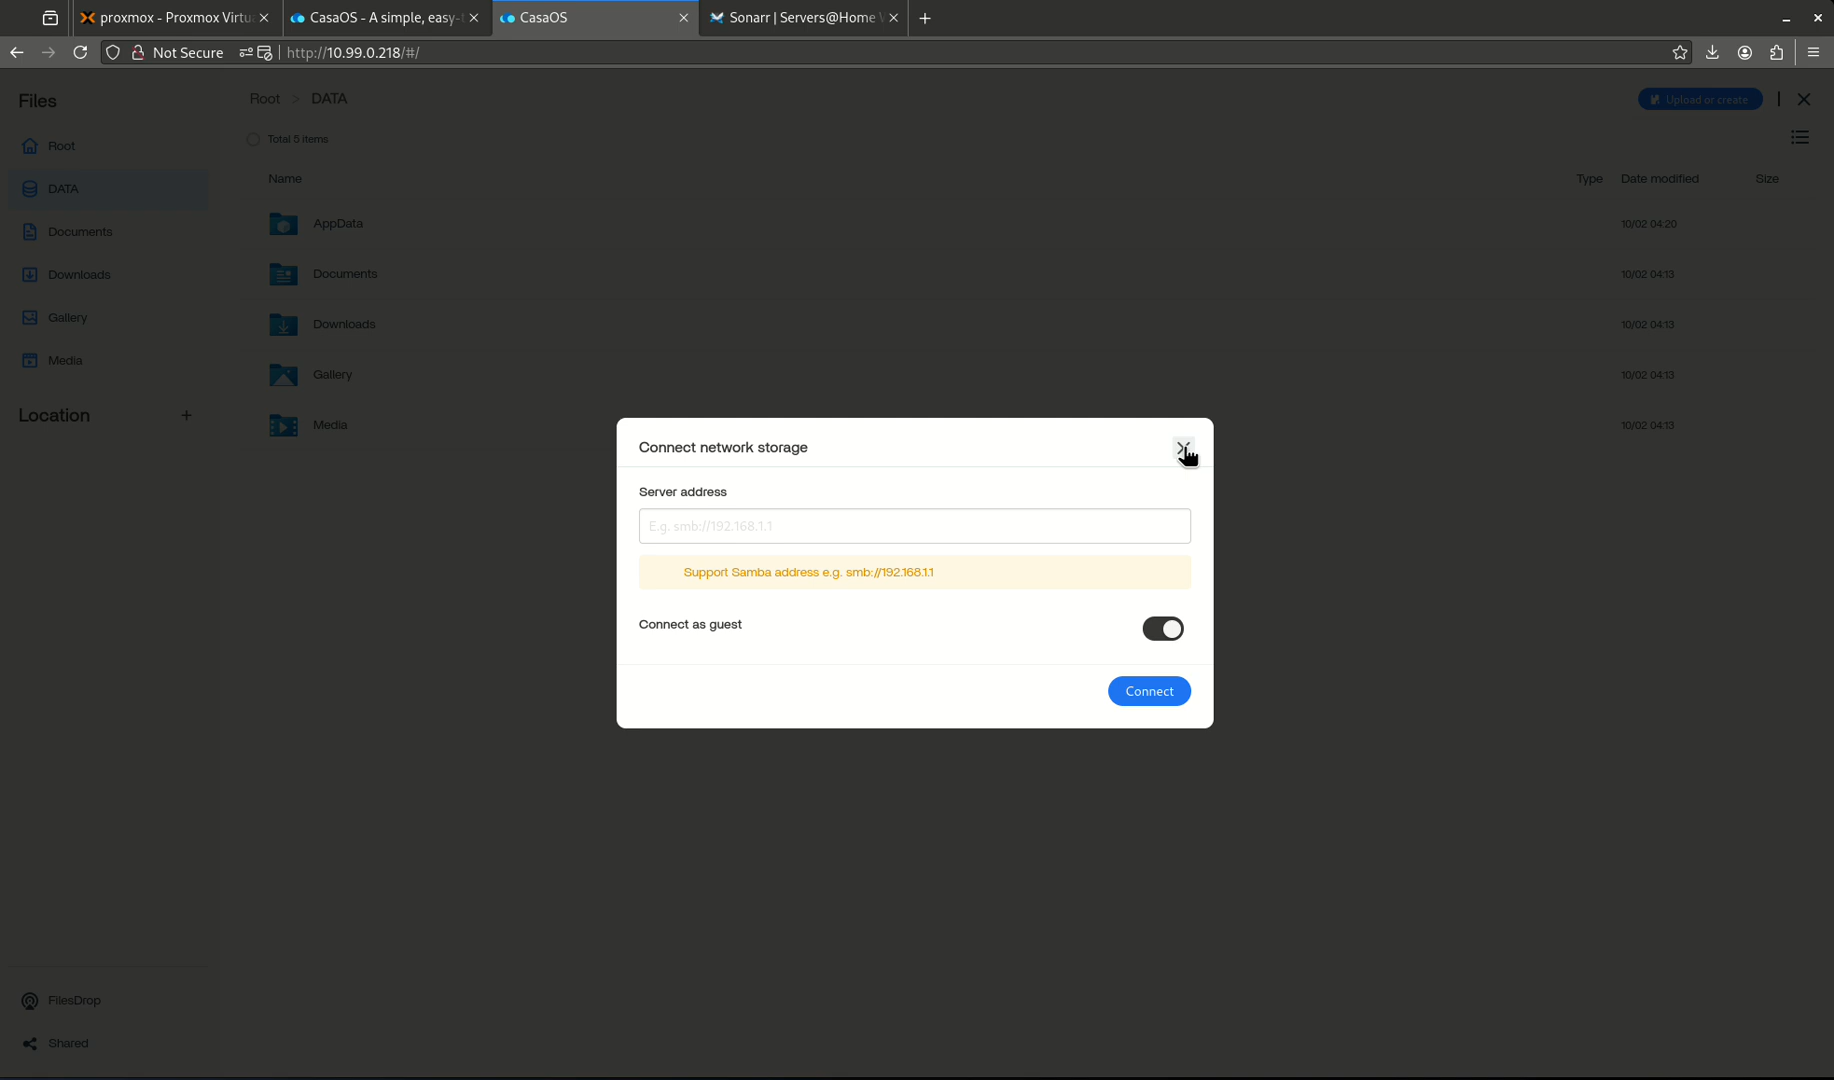 proxmox - Proxmox Virtu
CasaOS - A simple, easy-
CasaOS
Sonarr | Servers@Home
Not Secure
http://10.99.0.218/#/
Files
Root > DATA
Upload or create
Root
Total 5 items
DATA
Name
Type
Date modified
Size
Documents
AppData
10/02 04:20
Downloads
Documents
10/02 04:13
Gallery
Downloads
10/02 04:13
Media
Gallery
10/02 04:13
Location
Media
10/02 04:13
Connect network storage
Server address
E.g. smb://192.168.1.1
Support Samba address e.g. smb://192.168.1.1
Connect as guest
Connect
FilesDrop
Shared